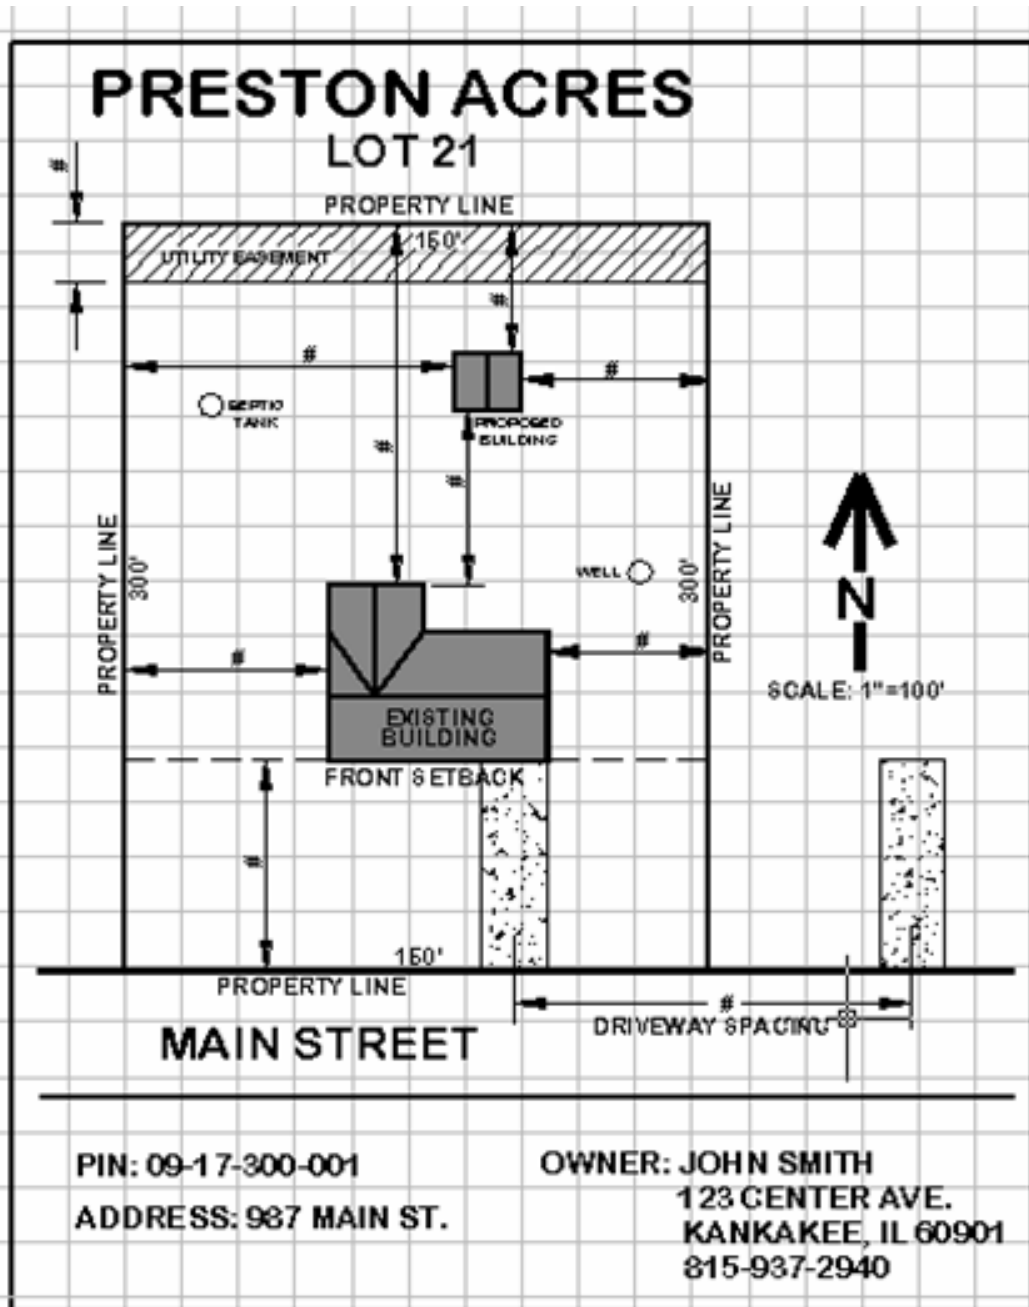 PRESTON ACRES
LOT 21
#
PROPERTY LINE
150'
UTILITY EASEMENT
#
#
#
SEPTIC
TANK
PROPOSED
BUILDING
#
#
PROPERTY LINE
300'
WELL
300'
PROPERTY LINE
N
SCALE: 1"=100'
#
#
EXISTING
BUILDING
FRONT SETBACK
#
150'
PROPERTY LINE
#
DRIVEWAY SPACING
MAIN STREET
PIN: 09-17-300-001
ADDRESS: 987 MAIN ST.
OWNER: JOHN SMITH
123 CENTER AVE.
KANKAKEE, IL 60901
815-937-2940